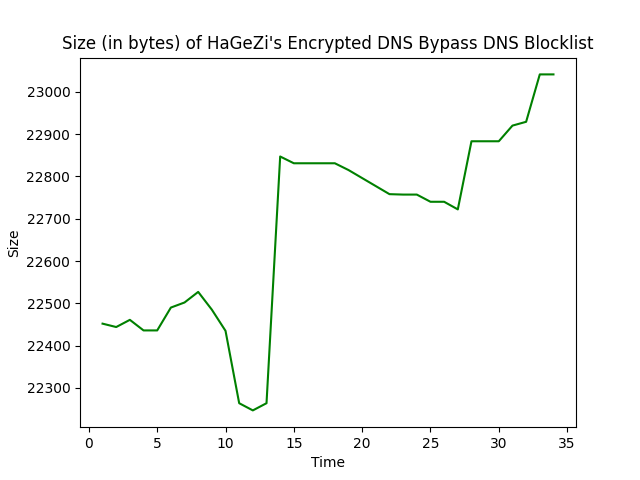 Size (in bytes) of HaGeZi's Encrypted DNS Bypass DNS Blocklist
23000
22900
22800
22700
22600
22500
22400
22300
Size
0 5 10 15 20 25 30 35
Time